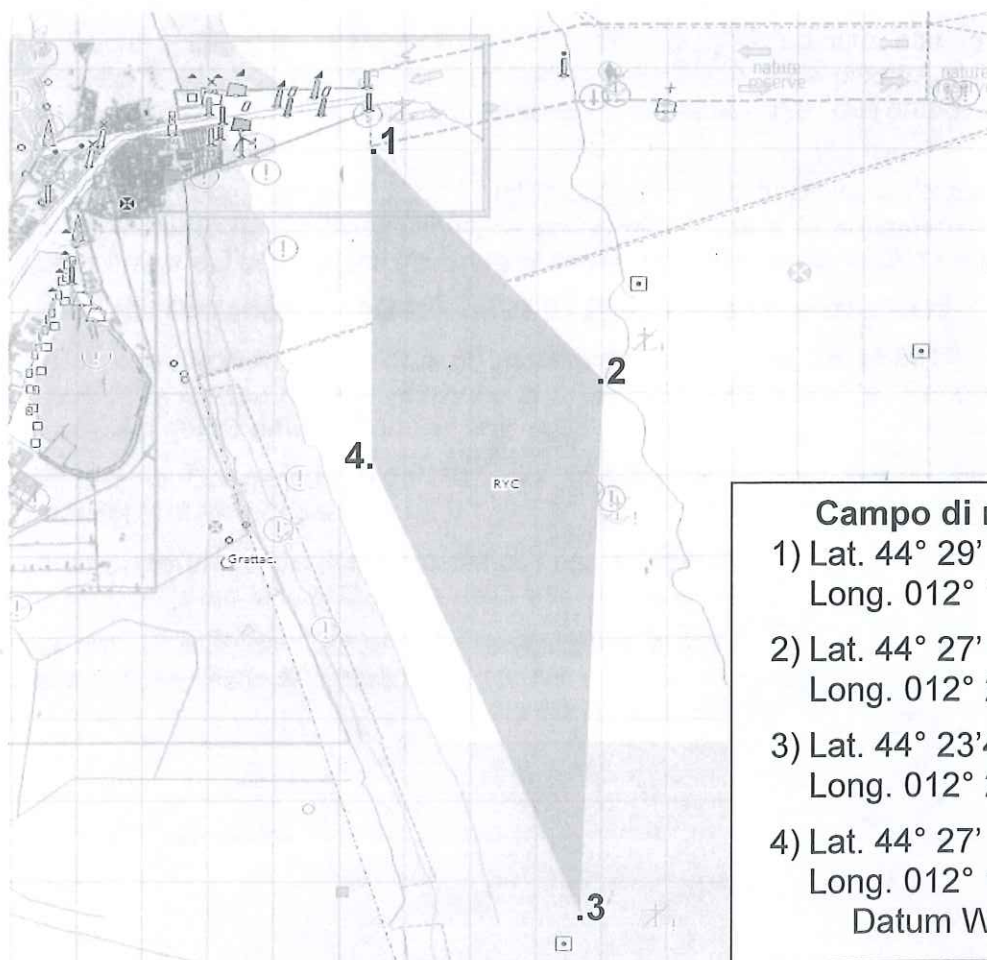 nature
reserve
.1
.2
4.
RYC
Grattac.
.3
Campo di
1) Lat. 44° 29'
Long. 012°
2) Lat. 44° 27'
Long. 012°
3) Lat. 44° 23'
Long. 012°
4) Lat. 44° 27'
Long. 012°
Datum